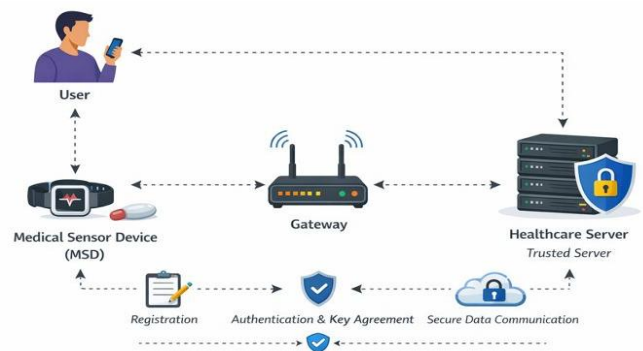 User
Gateway
Medical Sensor Device
(MSD)
Healthcare Server
Trusted Server
Registration
Authentication & Key Agreement
Secure Data Communication